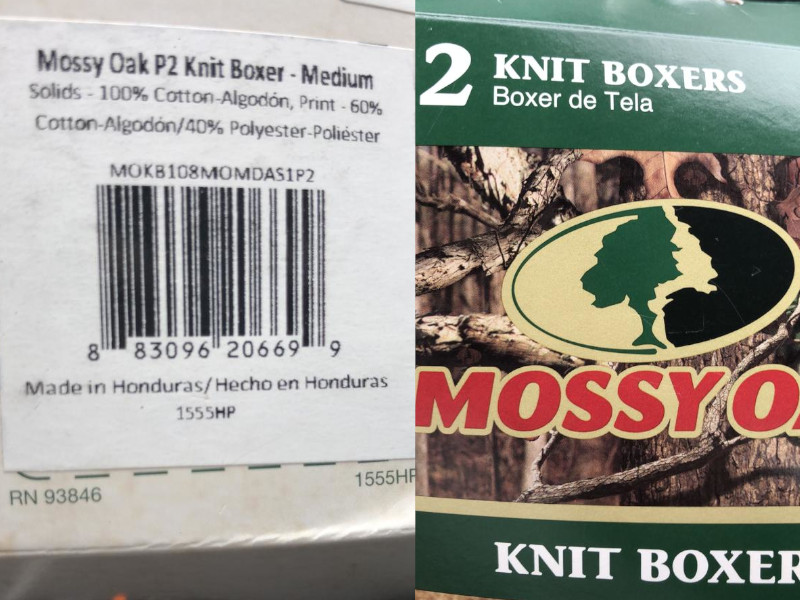 Mossy Oak P2 Knit Boxer - Medium
Solids - 100% Cotton-Algodón, Print - 60%
Cotton-Algodón/40% Polyester-Poliéster
MOKB108MOMDAS1P2
8 83096 20669 9
Made in Honduras/Hecho en Honduras
1555HP
RN 93846
1555HP
2 KNIT BOXERS
Boxer de Tela
MOSSY O
KNIT BOXER